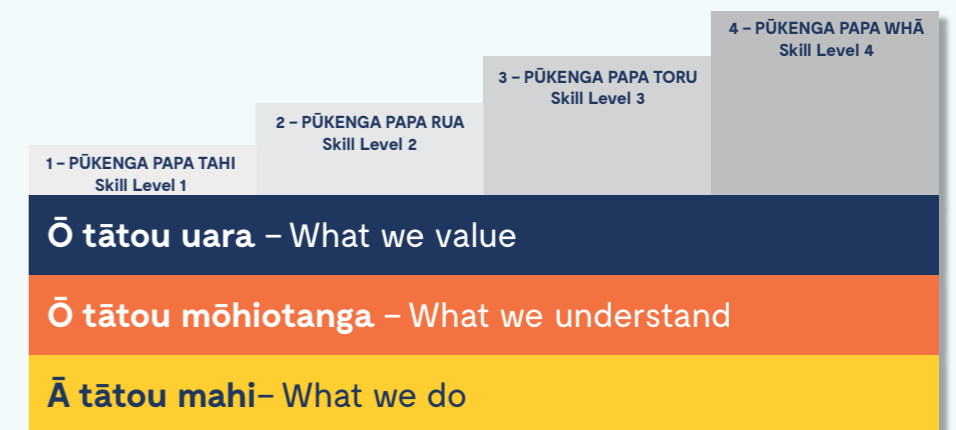 4 – PŪKENGA PAPA WHĀ
Skill Level 4
3 – PŪKENGA PAPA TORU
Skill Level 3
2 – PŪKENGA PAPA RUA
Skill Level 2
1 – PŪKENGA PAPA TAHI
Skill Level 1
Ō tātou uara – What we value
Ō tātou mōhiotanga – What we understand
Ā tātou mahi– What we do